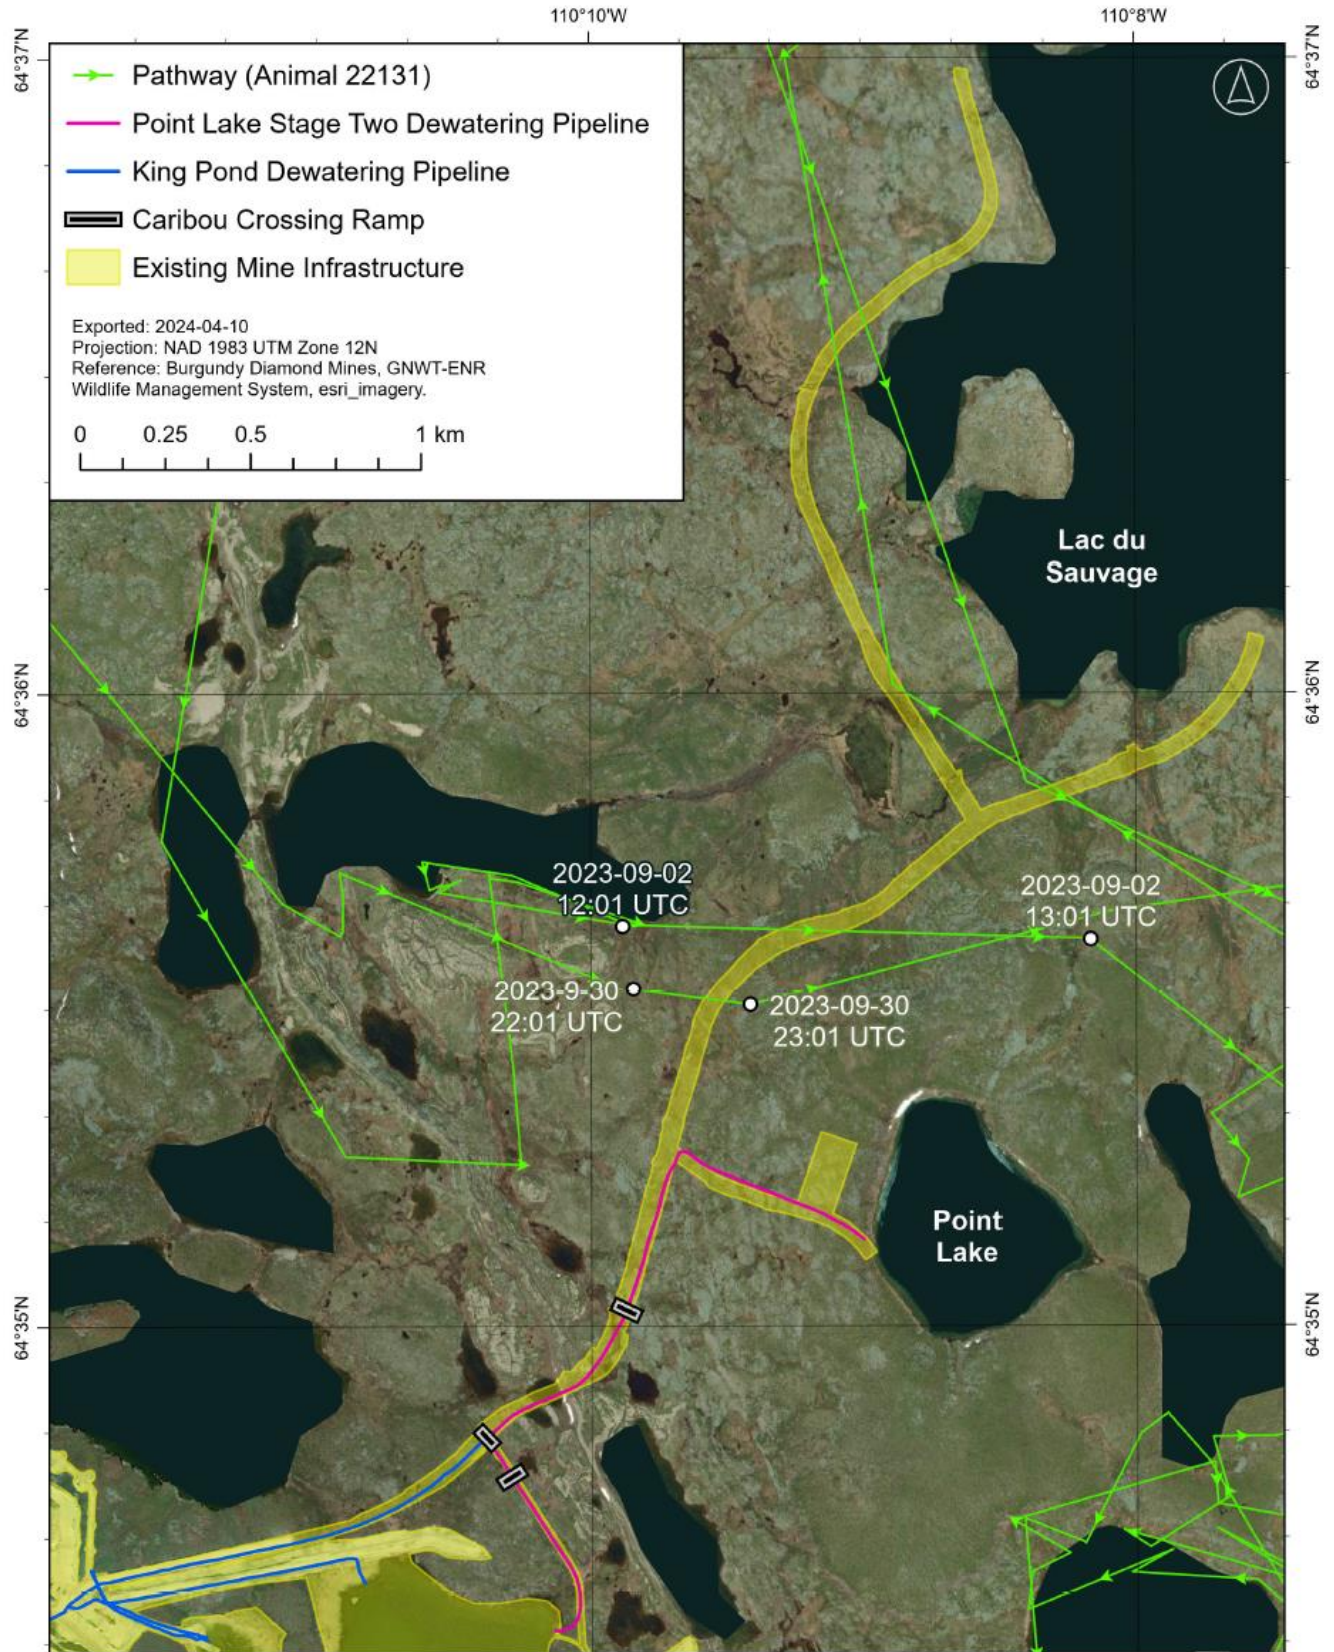 110°10'W
110°8'W
64°37'N
64°37'N
Pathway (Animal 22131)
Point Lake Stage Two Dewatering Pipeline
King Pond Dewatering Pipeline
Caribou Crossing Ramp
Existing Mine Infrastructure
Exported: 2024-04-10
Projection: NAD 1983 UTM Zone 12N
Reference: Burgundy Diamond Mines, GNWT-ENR
Wildlife Management System, esri_imagery.
0 0.25 0.5 1 km
Lac du
Sauvage
64°36'N
64°36'N
2023-09-02
12:01 UTC
2023-09-02
13:01 UTC
2023-9-30
22:01 UTC
2023-09-30
23:01 UTC
Point
Lake
64°35'N
64°35'N